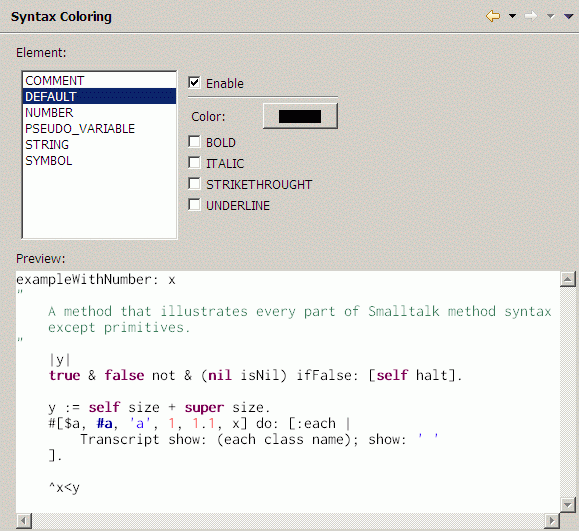 Syntax Coloring
Element:
COMMENT
DEFAULT
NUMBER
PSEUDO_VARIABLE
STRING
SYMBOL
Enable
Color:
BOLD
ITALIC
STRIKETHROUGHT
UNDERLINE
Preview:
exampleWithNumber: x
"
A method that illustrates every part of Smalltalk method syntax
except primitives.
"
|y|
true & false not & (nil isNil) ifFalse: [self halt].
y := self size + super size.
#[$a, #a, 'a', 1, 1.1, x] do: [:each |
Transcript show: (each class name); show: ' '
].
^x<y